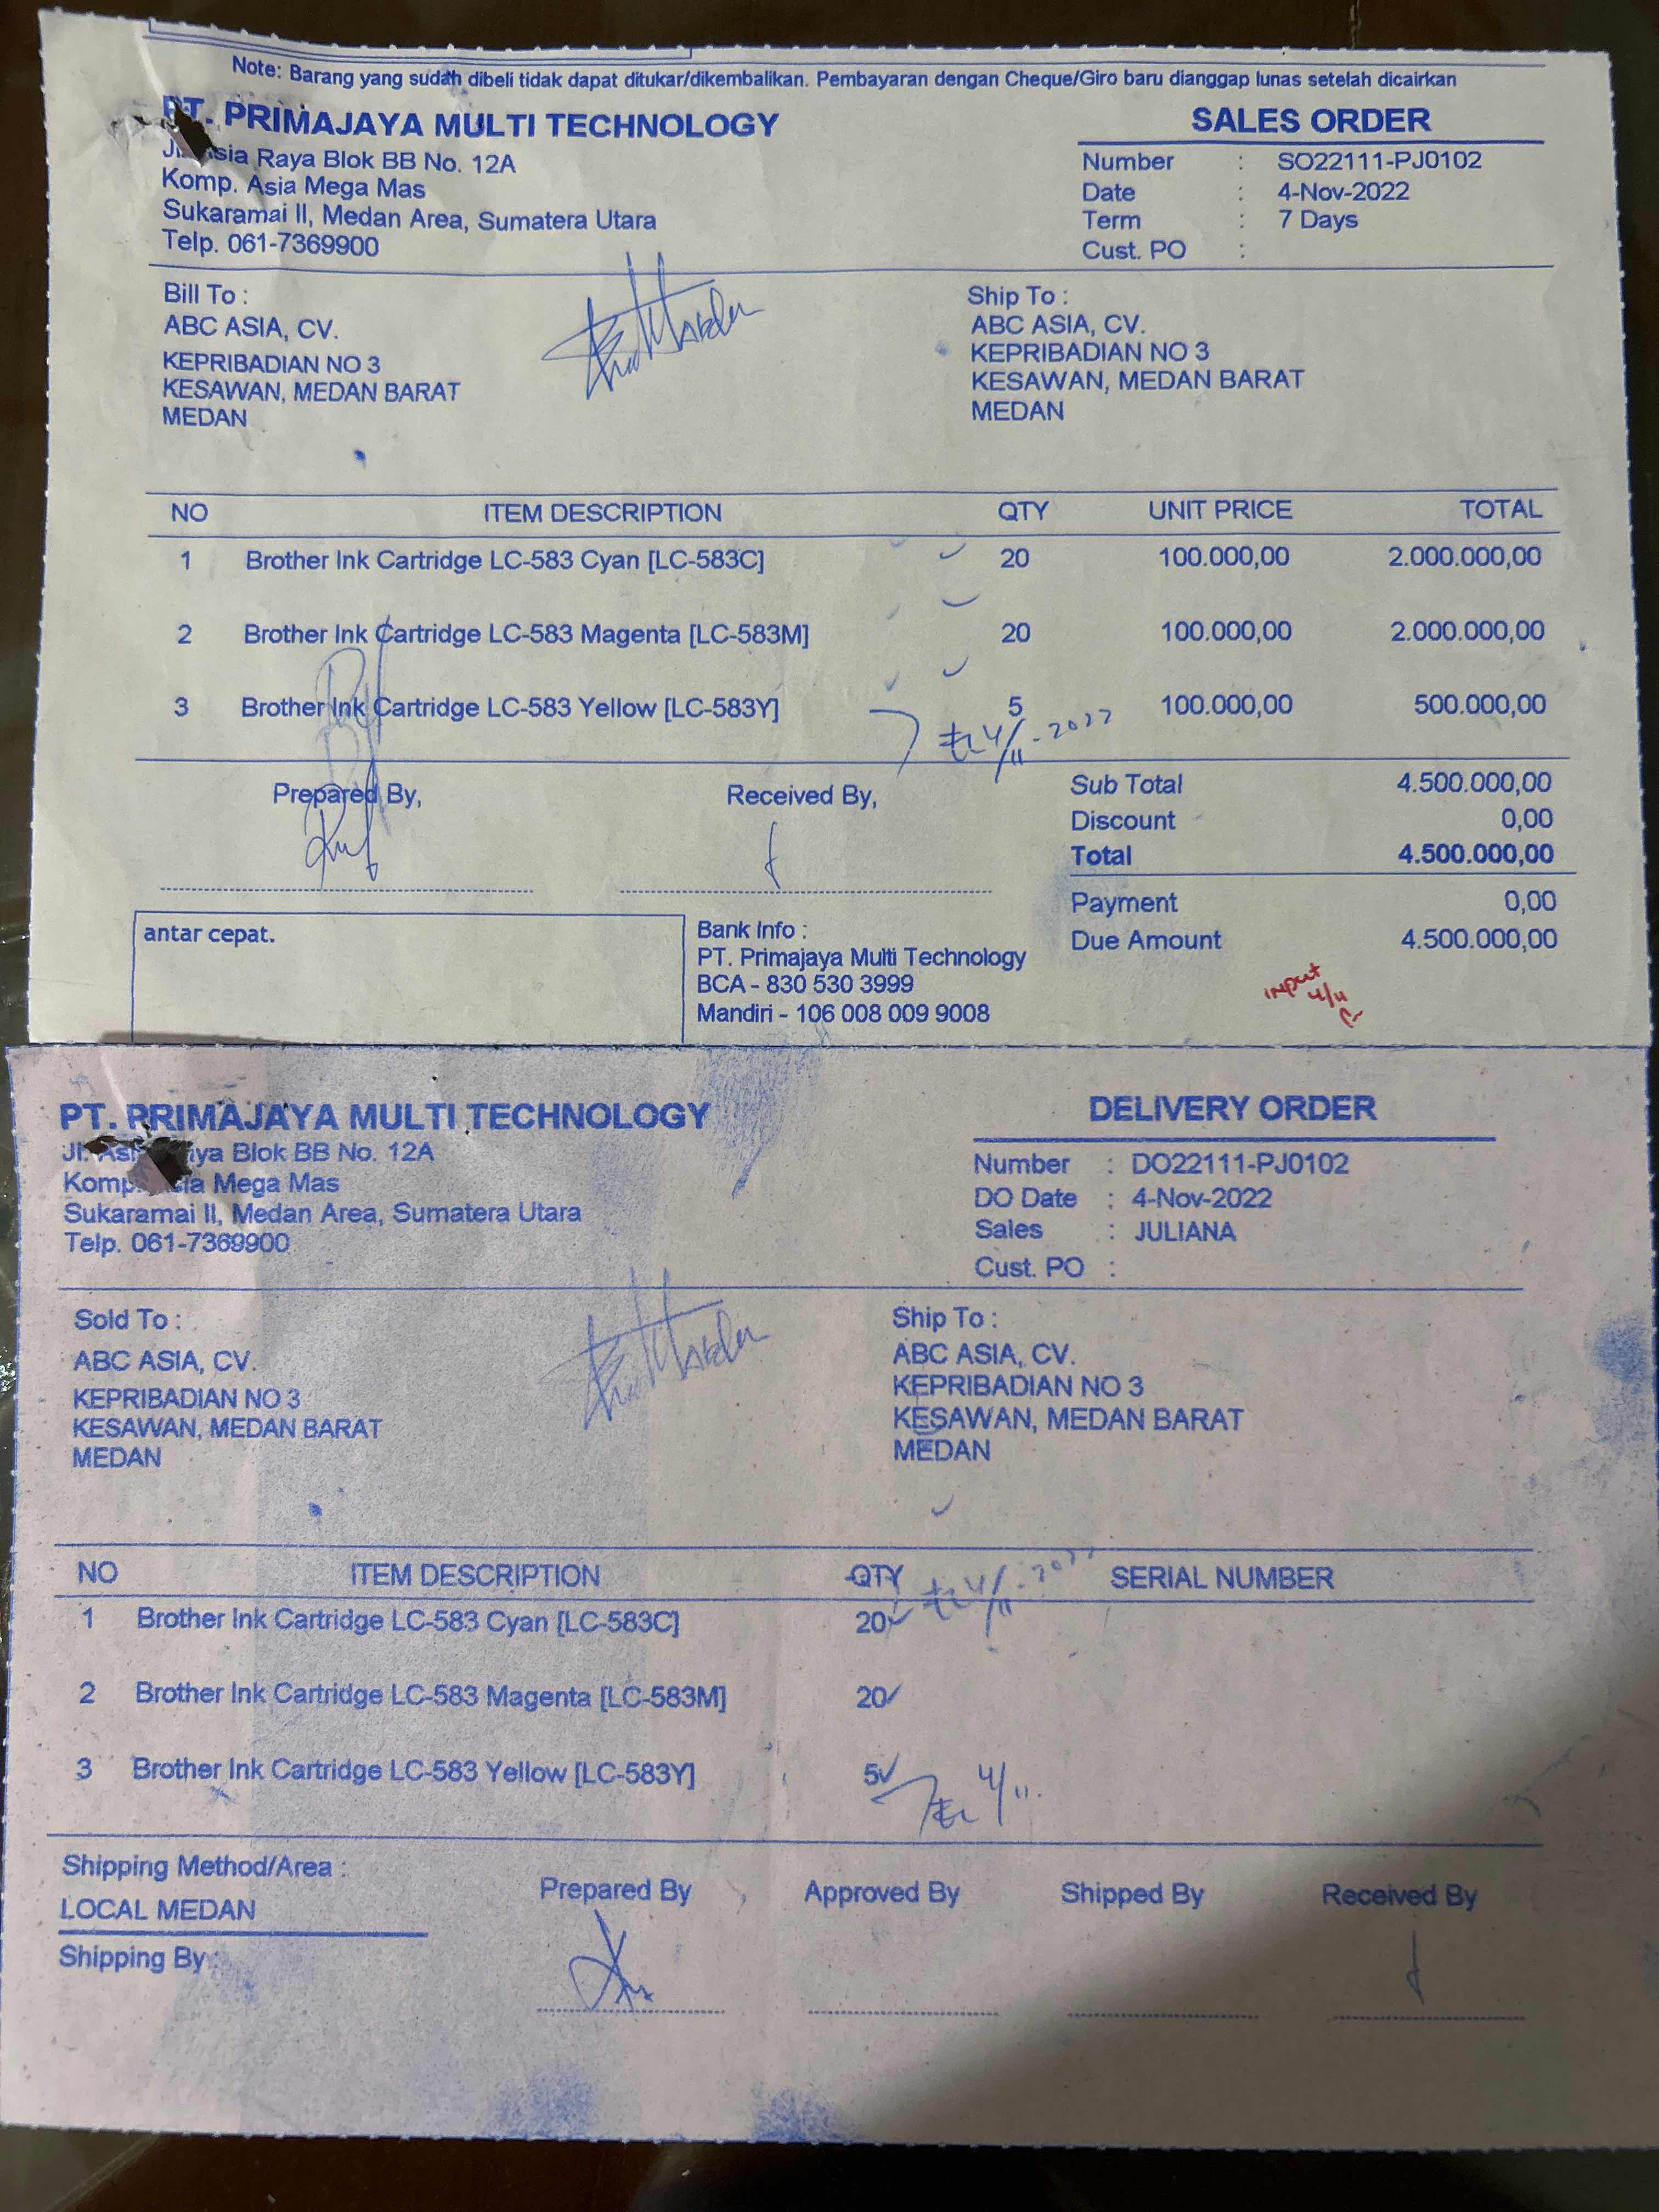 Note: Barang yang sudah dibeli tidak dapat ditukar/dikembalikan. Pembayaran dengan Cheque/Giro baru dianggap lunas setelah dicairkan
PT. PRIMAJAYA MULTI TECHNOLOGY
Asia Raya Blok BB No. 12A
Komp. Asia Mega Mas
Sukaramai II, Medan Area, Sumatera Utara
Telp. 061-7369900
SALES ORDER
Number : SO22111-PJ0102
Date : 4-Nov-2022
Term : 7 Days
Cust. PO :
Bill To :
ABC ASIA, CV.
KEPRIBADIAN NO 3
KESAWAN, MEDAN BARAT
MEDAN
Ship To :
ABC ASIA, CV.
KEPRIBADIAN NO 3
KESAWAN, MEDAN BARAT
MEDAN
NO ITEM DESCRIPTION QTY UNIT PRICE TOTAL
1 Brother Ink Cartridge LC-583 Cyan [LC-583C] 20 100.000,00 2.000.000,00
2 Brother Ink Cartridge LC-583 Magenta [LC-583M] 20 100.000,00 2.000.000,00
3 Brother Ink Cartridge LC-583 Yellow [LC-583Y] 5 100.000,00 500.000,00
4/11-2022
Prepared By,
Received By,
Sub Total 4.500.000,00
Discount 0,00
Total 4.500.000,00
Payment 0,00
Due Amount 4.500.000,00
antar cepat.
Bank Info :
PT. Primajaya Multi Technology
BCA - 830 530 3999
Mandiri - 106 008 009 9008
input
4/11
PT. PRIMAJAYA MULTI TECHNOLOGY
Jl. Blok BB No. 12A
Mega Mas
Sukaramai II, Medan Area, Sumatera Utara
Telp. 061-7369900
DELIVERY ORDER
Number : DO22111-PJ0102
DO Date : 4-Nov-2022
Sales : JULIANA
Cust. PO :
Sold To :
ABC ASIA, CV.
KEPRIBADIAN NO 3
KESAWAN, MEDAN BARAT
MEDAN
Ship To :
ABC ASIA, CV.
KEPRIBADIAN NO 3
KESAWAN, MEDAN BARAT
MEDAN
NO ITEM DESCRIPTION QTY SERIAL NUMBER
4/11-2022
1 Brother Ink Cartridge LC-583 Cyan [LC-583C] 20
2 Brother Ink Cartridge LC-583 Magenta [LC-583M] 20
3 Brother Ink Cartridge LC-583 Yellow [LC-583Y] 5
4/11.
Shipping Method/Area :
LOCAL MEDAN
Shipping By :
Prepared By
Approved By
Shipped By
Received By